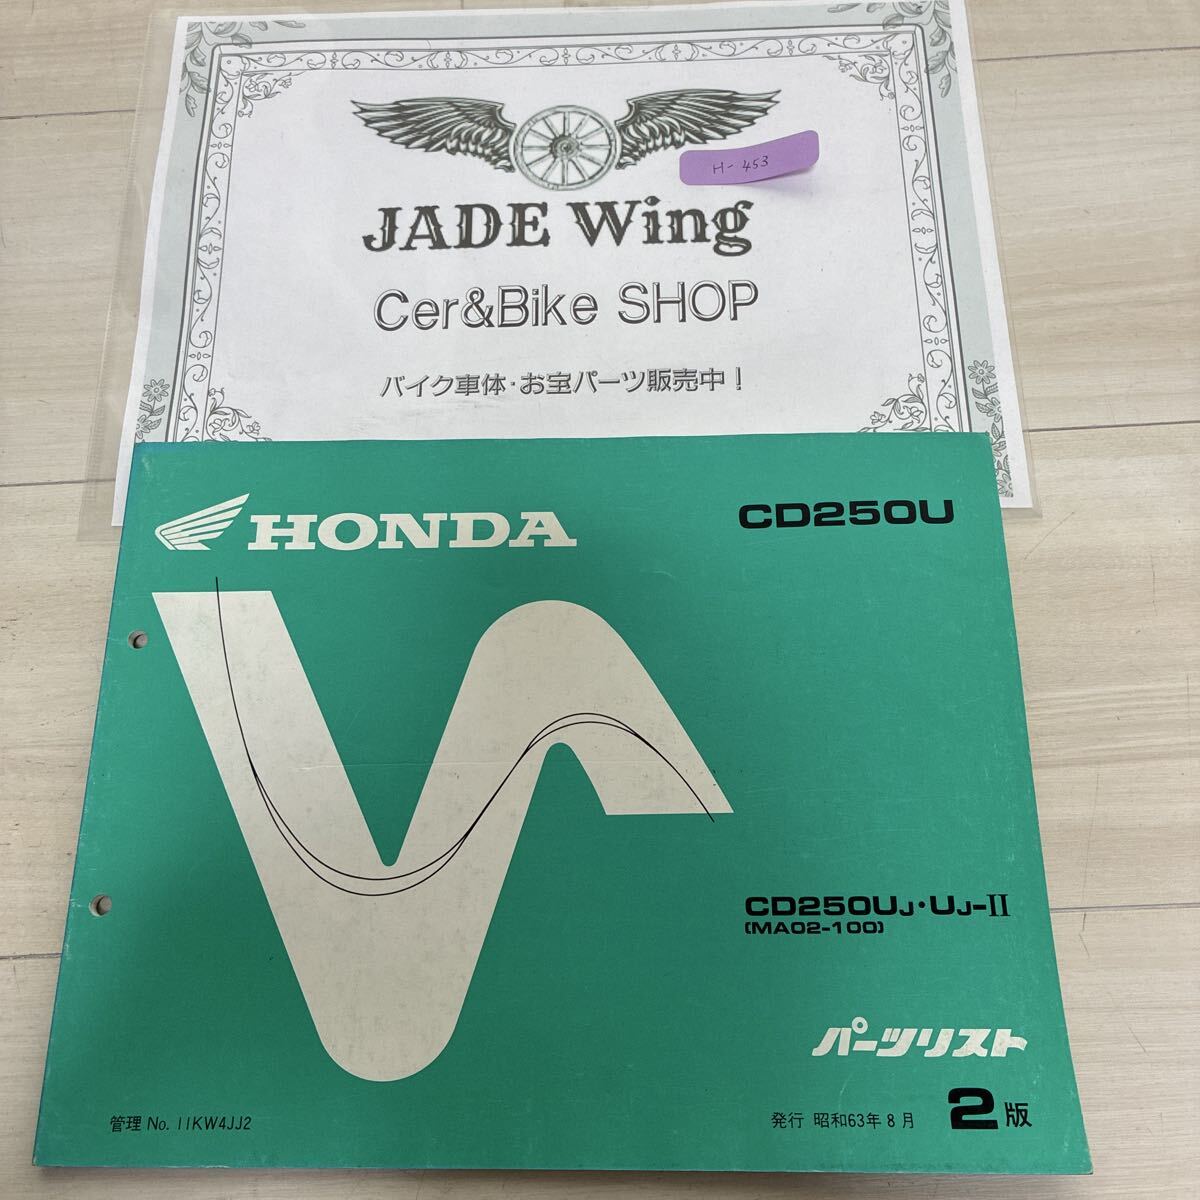 H-453
JADE Wing
Cer&Bike SHOP
バイク車体・お宝パーツ販売中!
HONDA
CD250U
CD250UJ・UJ-II
(MA02-100)
パーツリスト
管理 No. 11KW4JJ2
発行 昭和63年8月 2版